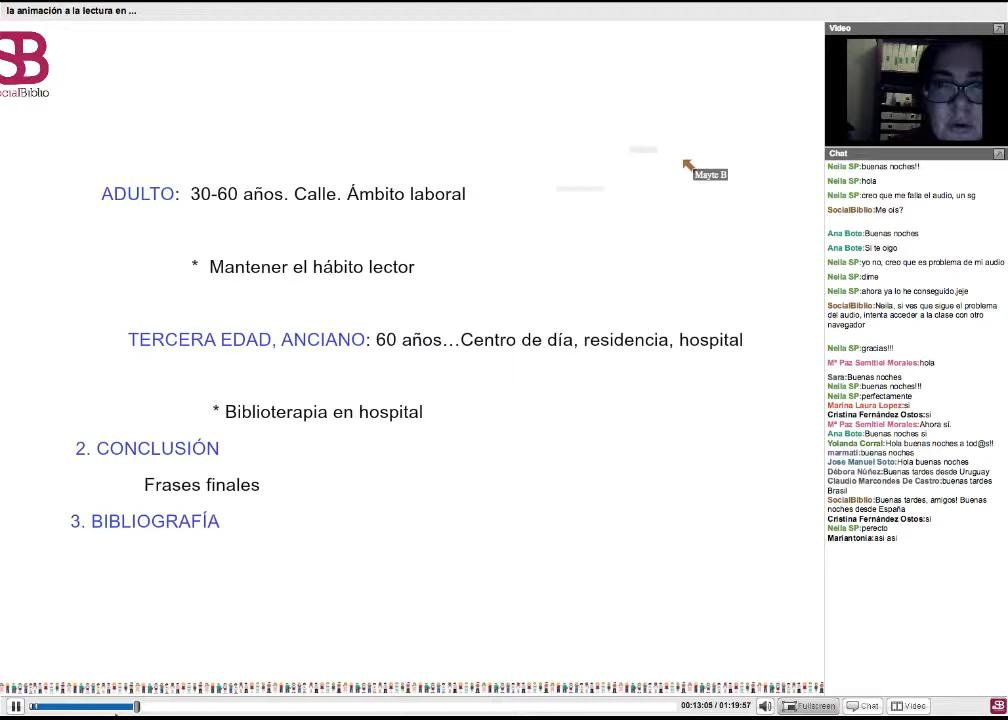 la animación a la lectura en ...
SB
ocialBiblio
Mayte B
ADULTO: 30-60 años. Calle. Ámbito laboral
* Mantener el hábito lector
TERCERA EDAD, ANCIANO: 60 años…Centro de día, residencia, hospital
* Biblioterapia en hospital
2. CONCLUSIÓN
Frases finales
3. BIBLIOGRAFÍA
Video
Chat
Neila SP:buenas noches!!
Neila SP:hola
Neila SP:creo que me falla el audio, un sg
SocialBiblio:Me ois?
Ana Bote:Buenas noches
Ana Bote:Si te oigo
Neila SP:yo no, creo que es problema de mi audio
Neila SP:dime
Neila SP:ahora ya lo he conseguido,jeje
SocialBiblio:Neila, si ves que sigue el problema
del audio, intenta acceder a la clase con otro
navegador
Neila SP:gracias!!!
Mª Paz Semitiel Morales:hola
Sara:Buenas noches
Neila SP:buenas noches!!!
Neila SP:perfectamente
Marina Laura Lopez:si
Cristina Fernández Ostos:si
Mª Paz Semitiel Morales:Ahora sí.
Ana Bote:Buenas noches si
Yolanda Corral:Hola buenas noches a tod@s!!
marmati:buenas noches
Jose Manuel Soto:Hola buenas noches
Débora Núñez:Buenas tardes desde Uruguay
Claudio Marcondes De Castro:buenas tardes
Brasil
SocialBiblio:Buenas tardes, amigos! Buenas
noches desde España
Cristina Fernández Ostos:si
Neila SP:perecto
Mariantonia:asi asi
00:13:05 / 01:19:57
Fullscreen
Chat
Video
SB